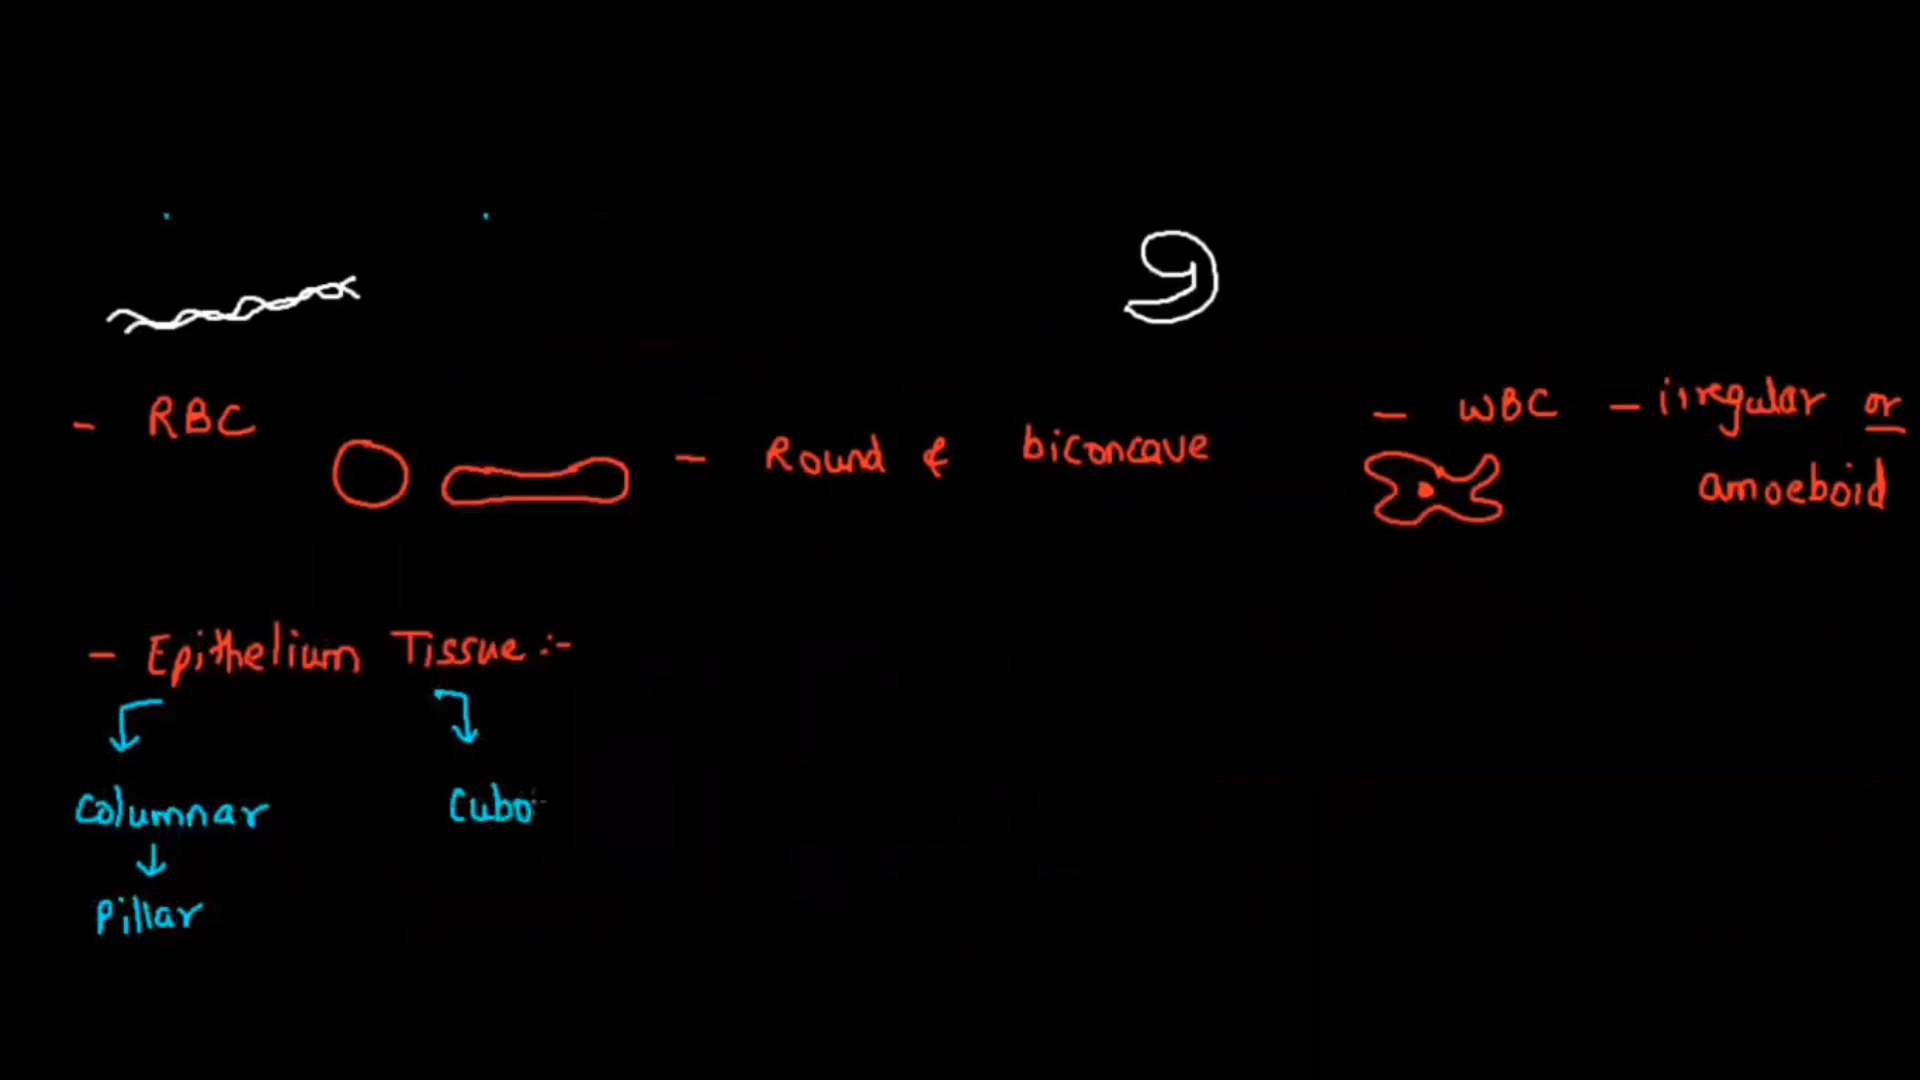 - RBC
- Round & biconcave
- WBC - irregular or
amoeboid
- Epithelium Tissue :-
Columnar
Cubo
Pillar